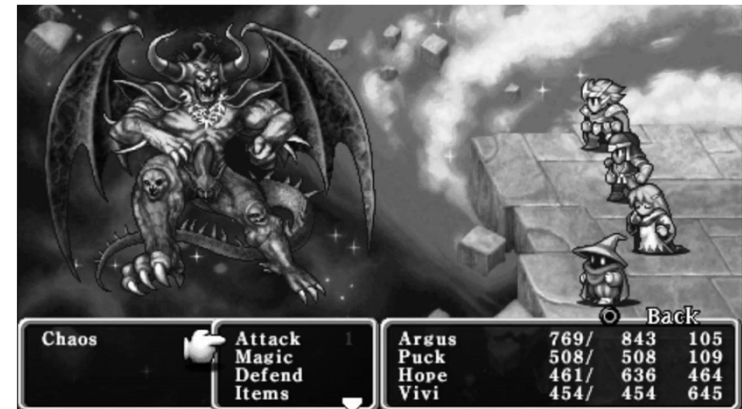 Back
Chaos
Attack 1
Magic
Defend
Items
Argus 769/ 843 105
Puck 508/ 508 109
Hope 461/ 636 464
Vivi 454/ 454 645